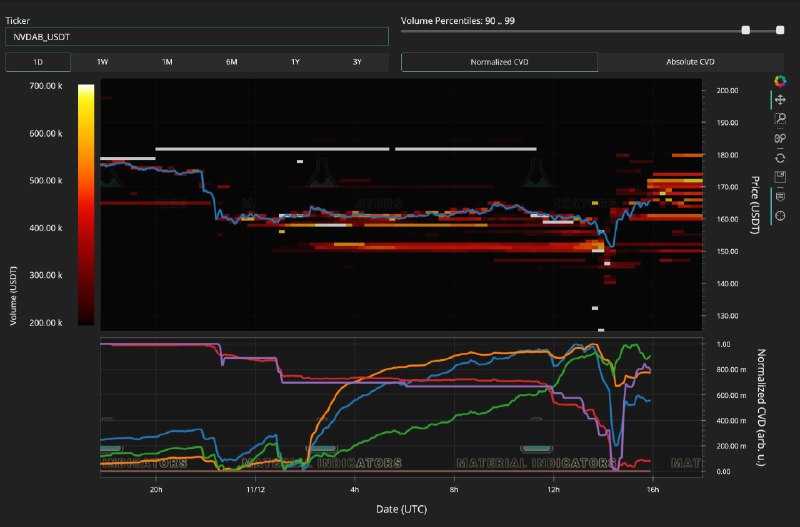 Ticker
NVDAB_USDT
Volume Percentiles: 90 .. 99
1D 1W 1M 6M 1Y 3Y
Normalized CVD Absolute CVD
700.00 k
600.00 k
500.00 k
400.00 k
300.00 k
200.00 k
Volume (USDT)
200.00
190.00
180.00
170.00
160.00
150.00
140.00
130.00
Price (USDT)
1.00
800.00 m
600.00 m
400.00 m
200.00 m
0.00
Normalized CVD (arb. u.)
INDICATORS MATERIAL INDICATORS MATERIAL INDICATORS MAT
20h 11/12 4h 8h 12h 16h
Date (UTC)